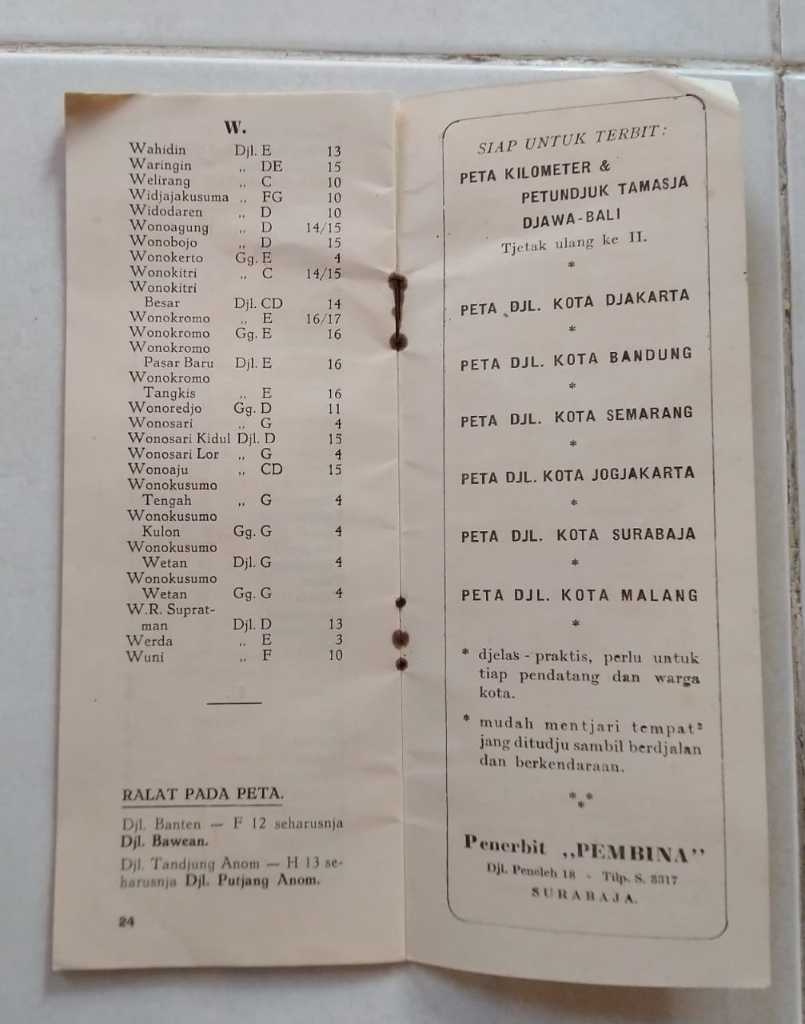 W.
Wahidin Djl. E 13
Waringin ,, DE 15
Welirang ,, C 10
Widjajakusuma ,, FG 10
Widodaren ,, D 10
Wonoagung ,, D 14/15
Wonobojo ,, D 15
Wonokerto Gg. E 4
Wonokitri ,, C 14/15
Wonokitri
Besar Djl. CD 14
Wonokromo ,, E 16/17
Wonokromo Gg. E 16
Wonokromo
Pasar Baru Djl. E 16
Wonokromo
Tangkis ,, E 16
Wonoredjo Gg. D 11
Wonosari ,, G 4
Wonosari Kidul Djl. D 15
Wonosari Lor ,, G 4
Wonoaju ,, CD 15
Wonokusumo
Tengah ,, G 4
Wonokusumo
Kulon Gg. G 4
Wonokusumo
Wetan Djl. G 4
Wonokusumo
Wetan Gg. G 4
W.R. Suprat-
man Djl. D 13
Werda ,, E 3
Wuni ,, F 10
RALAT PADA PETA.
Djl. Banten — F 12 seharusnja
Djl. Bawean.
Djl. Tandjung Anom — H 13 se-
harusnja Djl. Putjang Anom.
24
SIAP UNTUK TERBIT:
PETA KILOMETER &
PETUNDJUK TAMASJA
DJAWA-BALI
Tjetak ulang ke II.
*
PETA DJL. KOTA DJAKARTA
*
PETA DJL. KOTA BANDUNG
*
PETA DJL. KOTA SEMARANG
*
PETA DJL. KOTA JOGJAKARTA
*
PETA DJL. KOTA SURABAJA
*
PETA DJL. KOTA MALANG
*
* djelas - praktis, perlu untuk
tiap pendatang dan warga
kota.
* mudah mentjari tempat²
jang ditudju sambil berdjalan
dan berkendaraan.
* * *
Penerbit ,,PEMBINA"
Djl. Peneleh 18 - Tilp. S. 3317
SURABAJA.